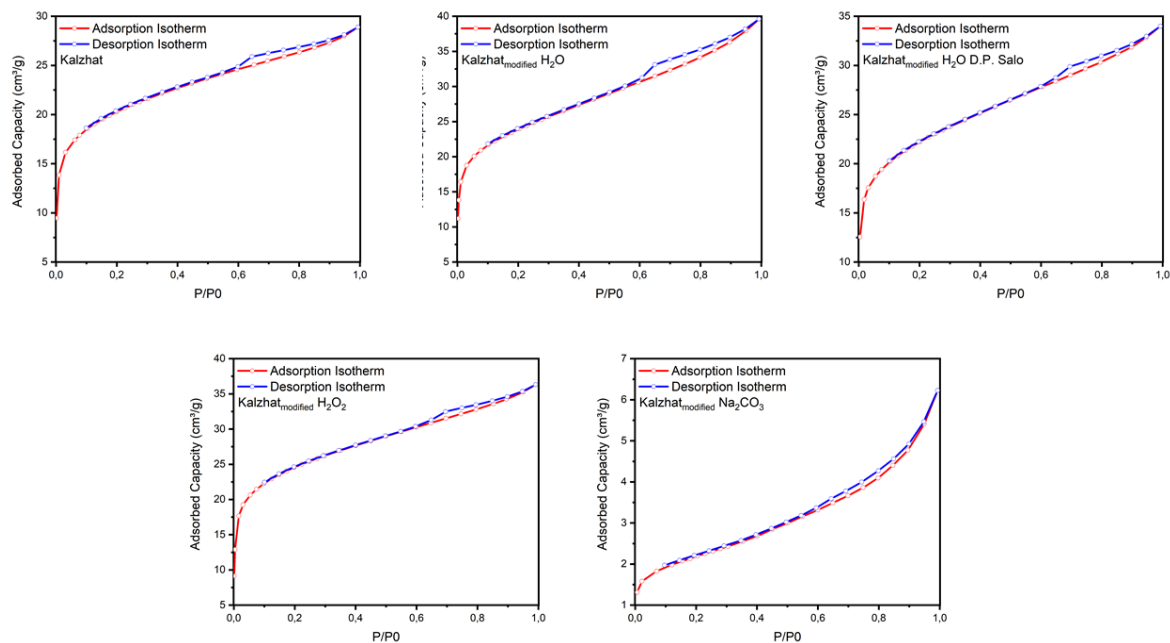 30
25
20
15
10
5
Adsorbed Capacity (cm³/g)
Adsorption Isotherm
Desorption Isotherm
Kalzhat
0,0 0,2 0,4 0,6 0,8 1,0
P/P0
40
35
30
25
20
15
10
5
Capacity (cm³/g)
Adsorption Isotherm
Desorption Isotherm
Kalzhatmodified H₂O
0,0 0,2 0,4 0,6 0,8 1,0
P/P0
35
30
25
20
15
10
Adsorbed Capacity (cm³/g)
Adsorption Isotherm
Desorption Isotherm
Kalzhatmodified H₂O D.P. Salo
0,0 0,2 0,4 0,6 0,8 1,0
P/P0
40
35
30
25
20
15
10
5
Adsorbed Capacity (cm³/g)
Adsorption Isotherm
Desorption Isotherm
Kalzhatmodified H₂O₂
0,0 0,2 0,4 0,6 0,8 1,0
P/P0
7
6
5
4
3
2
1
Adsorbed Capacity (cm³/g)
Adsorption Isotherm
Desorption Isotherm
Kalzhatmodified Na₂CO₃
0,0 0,2 0,4 0,6 0,8 1,0
P/P0